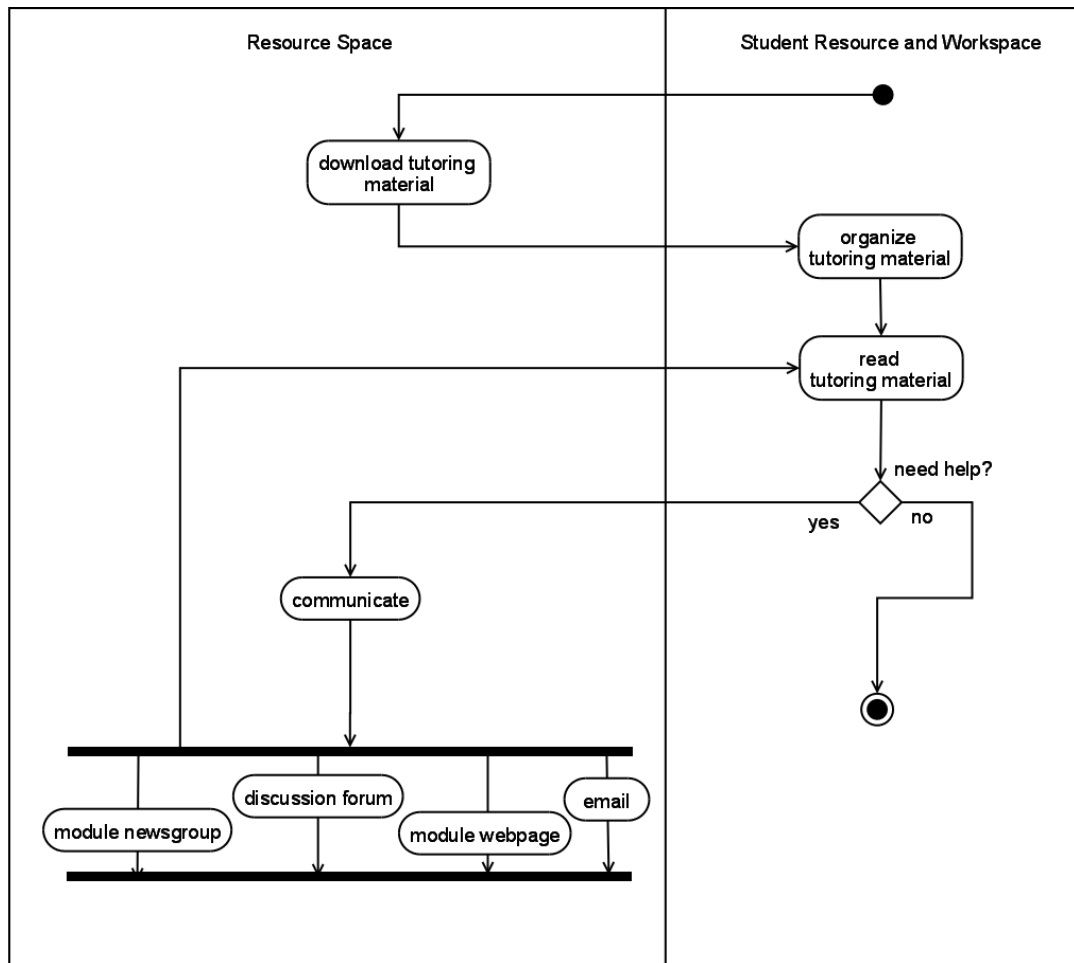 Resource Space
Student Resource and Workspace
download tutoring
material
organize
tutoring material
read
tutoring material
need help?
yes
no
communicate
discussion forum
email
module newsgroup
module webpage